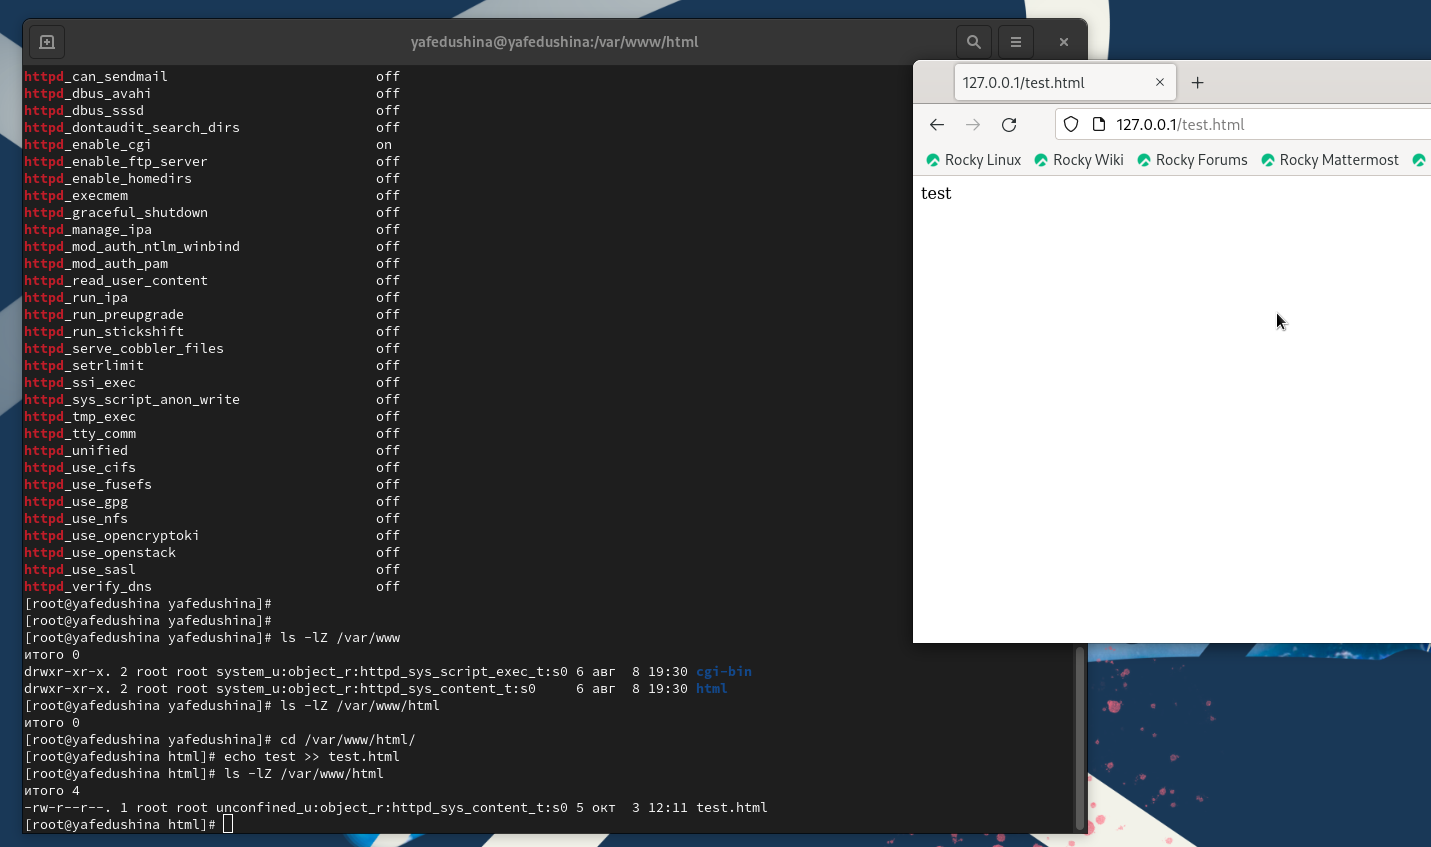 yafedushina@yafedushina:/var/www/html
httpd_can_sendmail off
httpd_dbus_avahi off
httpd_dbus_sssd off
httpd_dontaudit_search_dirs off
httpd_enable_cgi on
httpd_enable_ftp_server off
httpd_enable_homedirs off
httpd_execmem off
httpd_graceful_shutdown off
httpd_manage_ipa off
httpd_mod_auth_ntlm_winbind off
httpd_mod_auth_pam off
httpd_read_user_content off
httpd_run_ipa off
httpd_run_preupgrade off
httpd_run_stickshift off
httpd_serve_cobbler_files off
httpd_setrlimit off
httpd_ssi_exec off
httpd_sys_script_anon_write off
httpd_tmp_exec off
httpd_tty_comm off
httpd_unified off
httpd_use_cifs off
httpd_use_fusefs off
httpd_use_gpg off
httpd_use_nfs off
httpd_use_opencryptoki off
httpd_use_openstack off
httpd_use_sasl off
httpd_verify_dns off
[root@yafedushina yafedushina]#
[root@yafedushina yafedushina]#
[root@yafedushina yafedushina]# ls -lZ /var/www
итого 0
drwxr-xr-x. 2 root root system_u:object_r:httpd_sys_script_exec_t:s0 6 авг  8 19:30 cgi-bin
drwxr-xr-x. 2 root root system_u:object_r:httpd_sys_content_t:s0     6 авг  8 19:30 html
[root@yafedushina yafedushina]# ls -lZ /var/www/html
итого 0
[root@yafedushina yafedushina]# cd /var/www/html/
[root@yafedushina html]# echo test >> test.html
[root@yafedushina html]# ls -lZ /var/www/html
итого 4
-rw-r--r--. 1 root root unconfined_u:object_r:httpd_sys_content_t:s0 5 окт  3 12:11 test.html
[root@yafedushina html]#
127.0.0.1/test.html
127.0.0.1/test.html
Rocky Linux Rocky Wiki Rocky Forums Rocky Mattermost
test